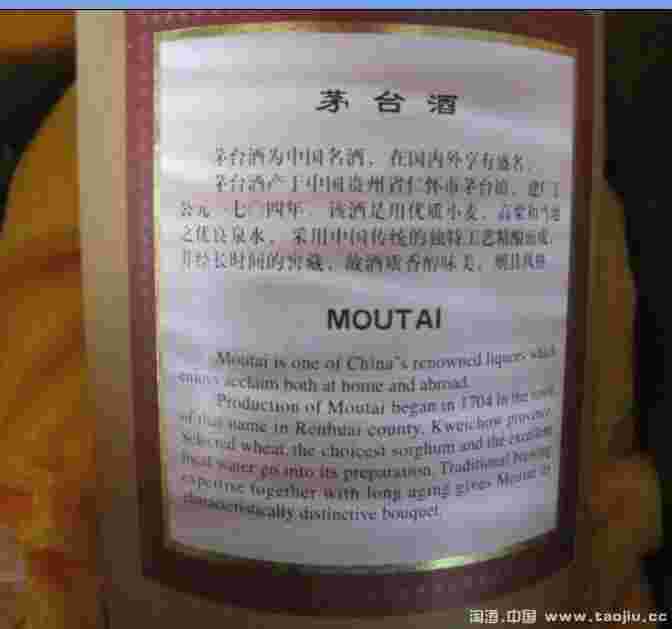 茅台酒
茅台酒为中国名酒，在国内外享有盛名。
茅台酒产于中国贵州省仁怀市茅台镇，建厂于
公元一七〇四年。该酒是用优质小麦、高粱和当地
之优良泉水，采用中国传统的独特工艺精酿而成，
并经长时间的窖藏，故酒质香醇味美，
MOUTAI
Moutai is one of China's renowned liquors which
enjoys acclaim both at home and abroad.
Production of Moutai began in 1704 in the town
of that name in Renhuai county, Kweichow province.
Selected wheat, the choicest sorghum and the excellent
local water go into its preparation. Traditional brewing
expertise together with long aging gives Moutai its
characteristically distinctive bouquet.
淘酒.中国 www.taojiu.cc